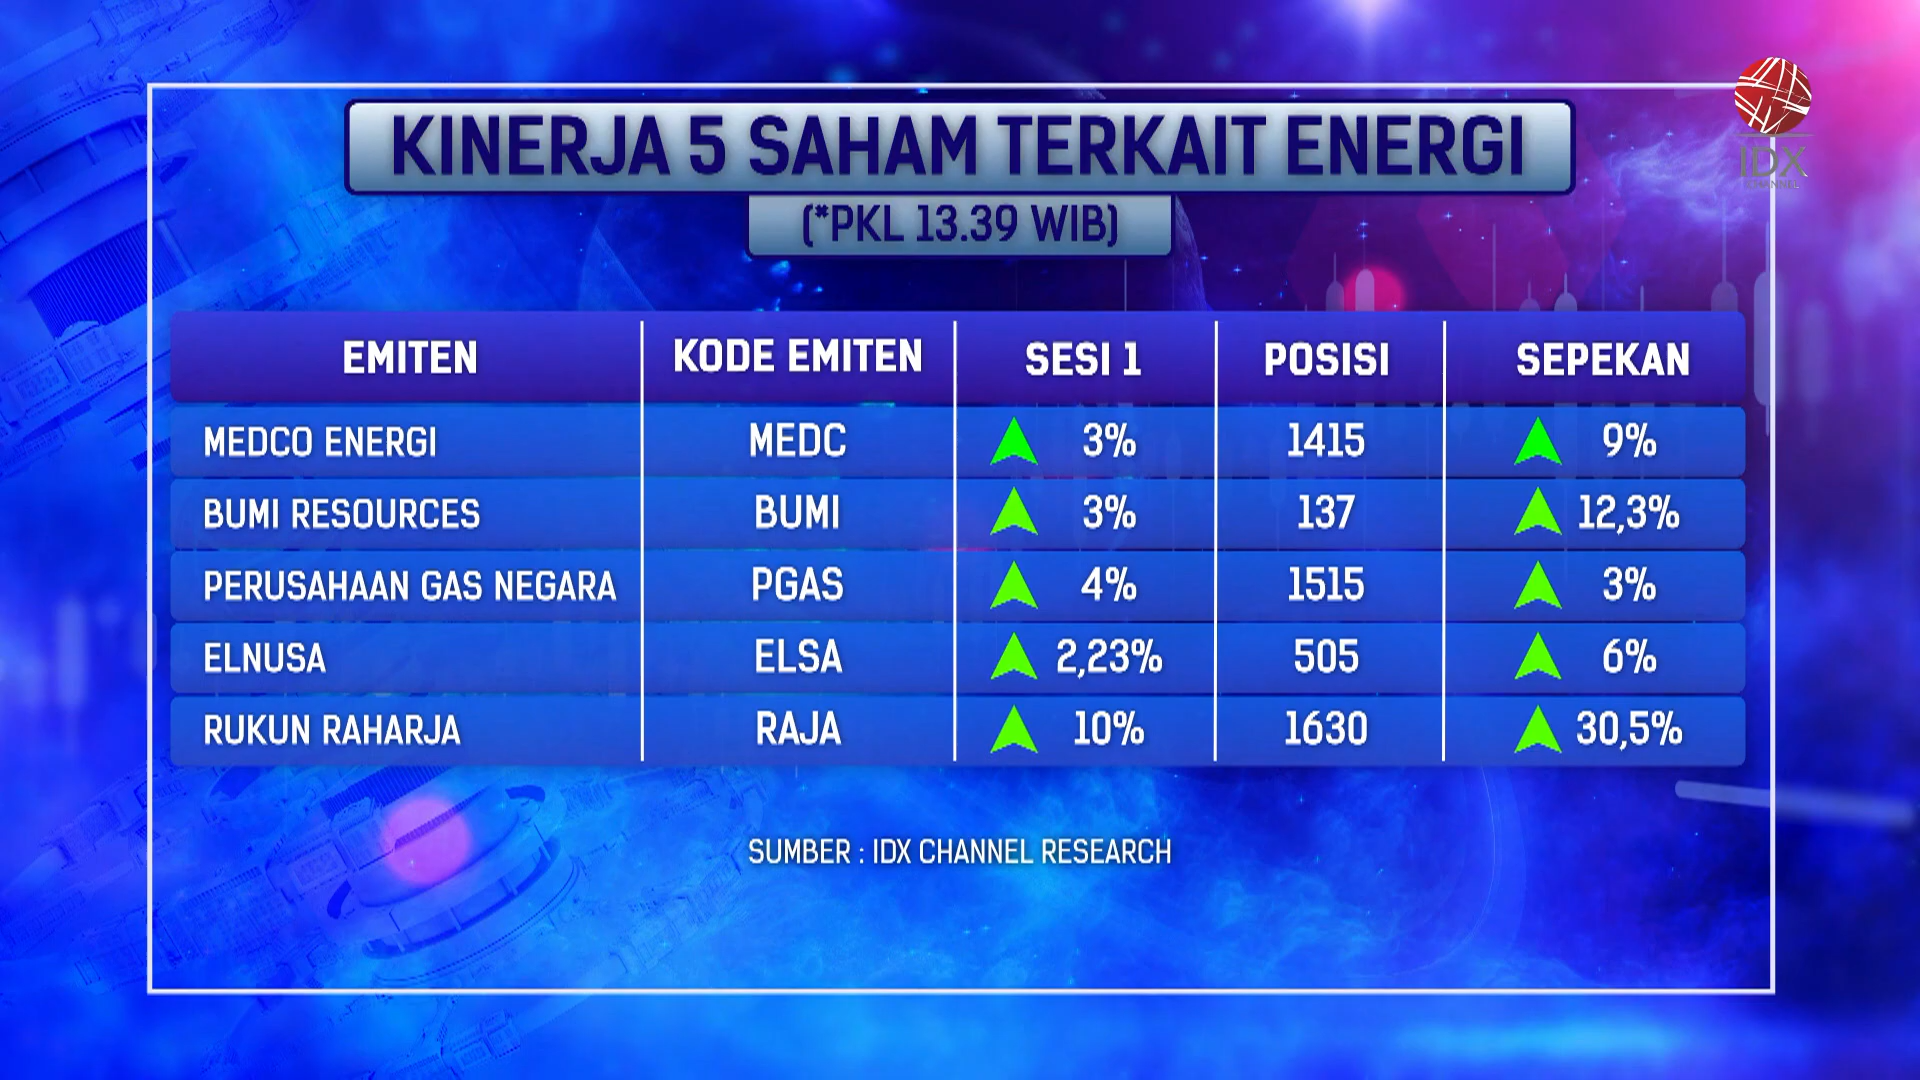 KINERJA 5 SAHAM TERKAIT ENERGI
(*PKL 13.39 WIB)
IDX
CHANNEL
EMITEN KODE EMITEN SESI 1 POSISI SEPEKAN
MEDCO ENERGI MEDC 3% 1415 9%
BUMI RESOURCES BUMI 3% 137 12,3%
PERUSAHAAN GAS NEGARA PGAS 4% 1515 3%
ELNUSA ELSA 2,23% 505 6%
RUKUN RAHARJA RAJA 10% 1630 30,5%
SUMBER : IDX CHANNEL RESEARCH